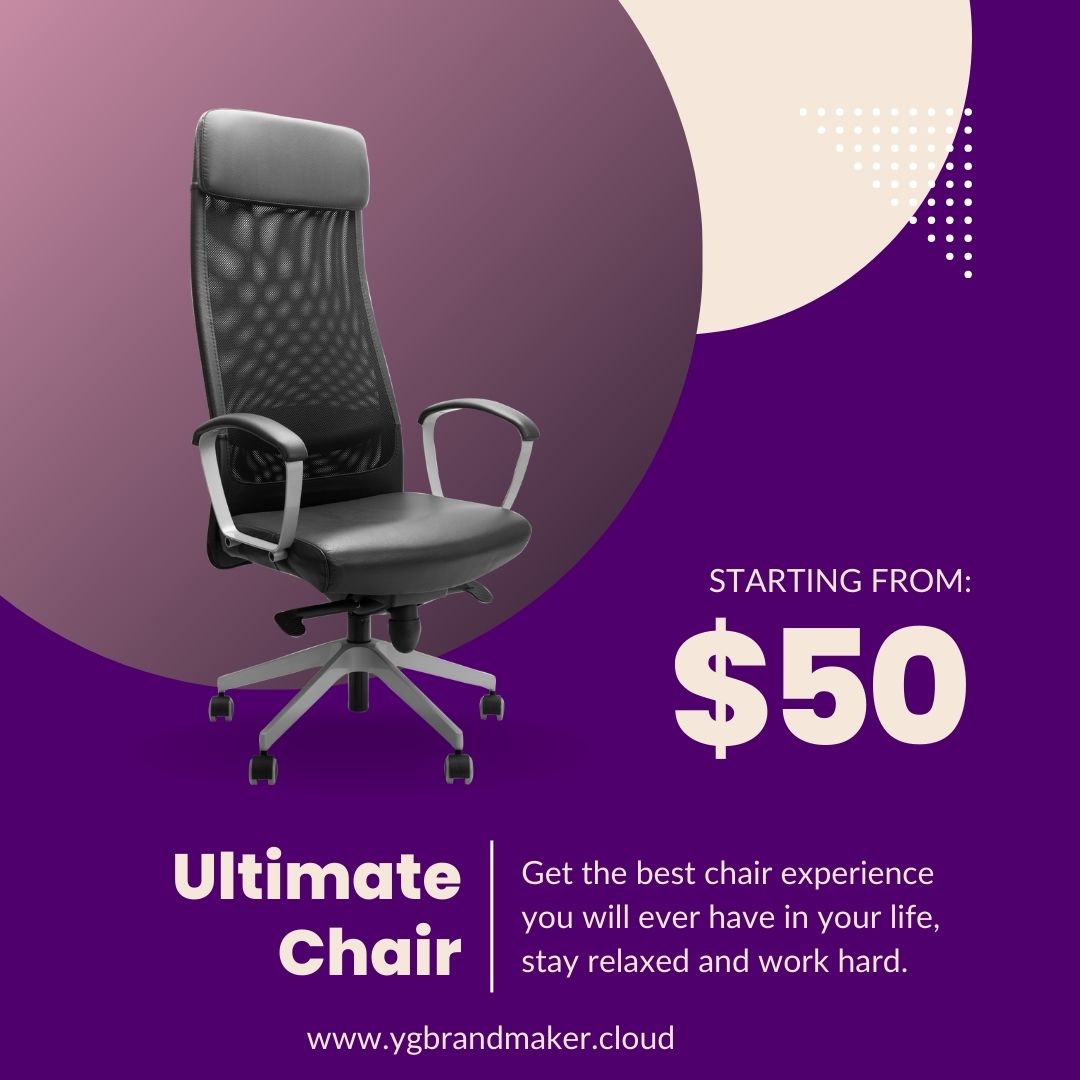 STARTING FROM:
$50
Ultimate
Chair
Get the best chair experience
you will ever have in your life,
stay relaxed and work hard.
www.ygbrandmaker.cloud